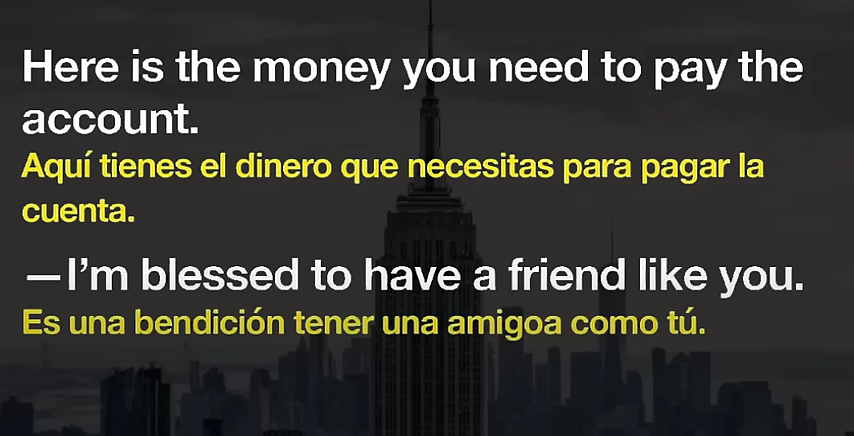 Here is the money you need to pay the
account.
Aquí tienes el dinero que necesitas para pagar la
cuenta.
—I’m blessed to have a friend like you.
Es una bendición tener una amigoa como tú.